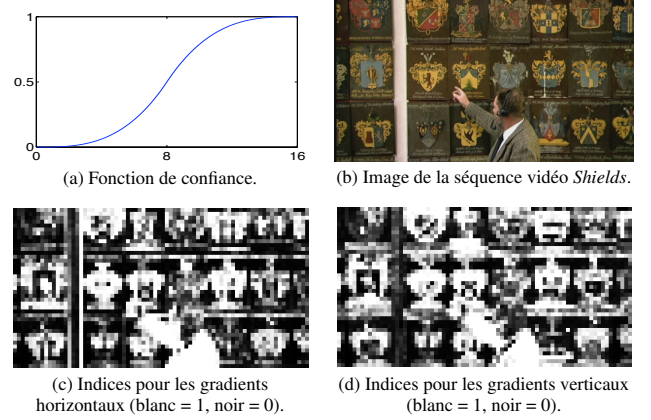 1
0.5
0
0 8 16
(a) Fonction de confiance.
(b) Image de la séquence vidéo Shields.
(c) Indices pour les gradients
horizontaux (blanc = 1, noir = 0).
(d) Indices pour les gradients verticaux
(blanc = 1, noir = 0).